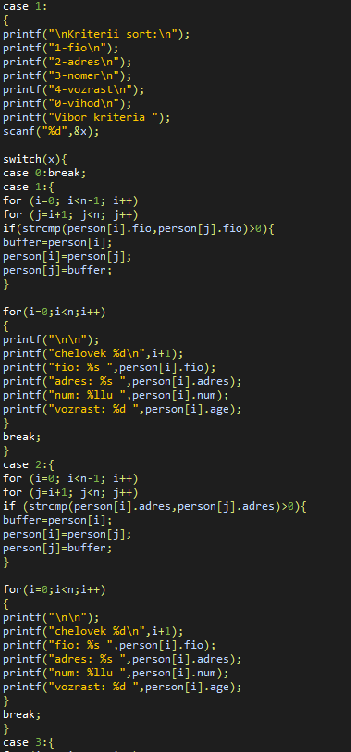 case 1:
{
printf("\nKriterii sort:\n");
printf("1-fio\n");
printf("2-adres\n");
printf("3-nomer\n");
printf("4-vozrast\n");
printf("0-vihod\n");
printf("Vibor kriteria ");
scanf("%d",&x);
switch(x){
case 0:break;
case 1:{
for (i=0; i<n-1; i++)
for (j=i+1; j<n; j++)
if(strcmp(person[i].fio,person[j].fio)>0){
buffer=person[i];
person[i]=person[j];
person[j]=buffer;
}
for(i=0;i<n;i++)
{
printf("\n\n");
printf("chelovek %d\n",i+1);
printf("fio: %s ",person[i].fio);
printf("adres: %s ",person[i].adres);
printf("num: %llu ",person[i].num);
printf("vozrast: %d ",person[i].age);
}
break;
}
case 2:{
for (i=0; i<n-1; i++)
for (j=i+1; j<n; j++)
if (strcmp(person[i].adres,person[j].adres)>0){
buffer=person[i];
person[i]=person[j];
person[j]=buffer;
}
for(i=0;i<n;i++)
{
printf("\n\n");
printf("chelovek %d\n",i+1);
printf("fio: %s ",person[i].fio);
printf("adres: %s ",person[i].adres);
printf("num: %llu ",person[i].num);
printf("vozrast: %d ",person[i].age);
}
break;
}
case 3:{